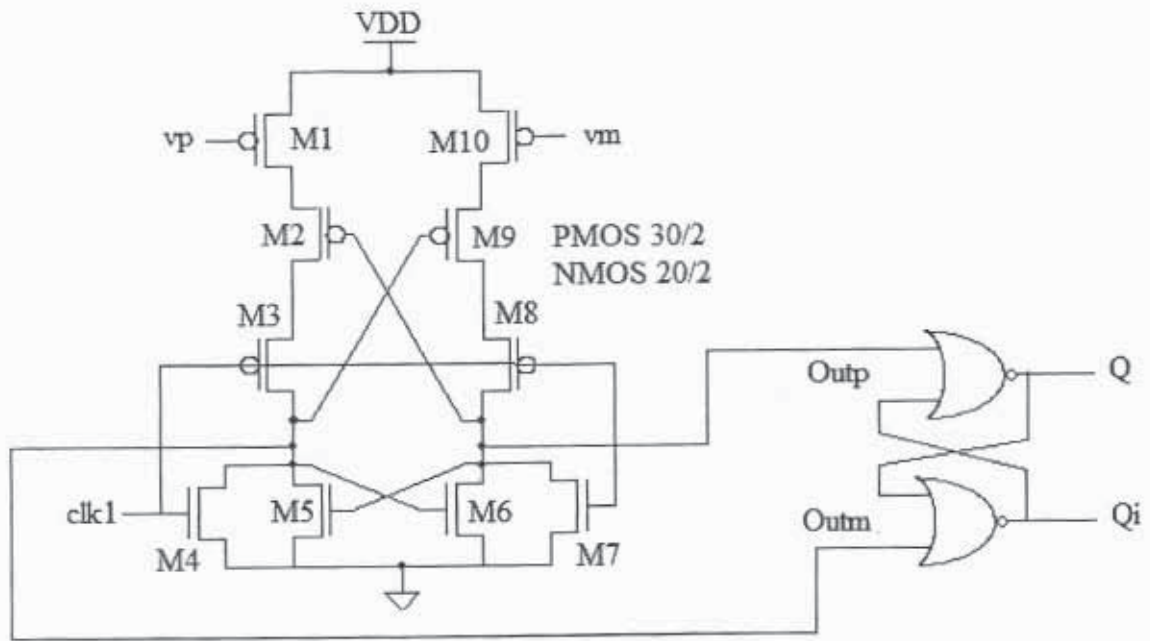 VDD
vp
M1
M10
vm
M2
M9
PMOS 30/2
NMOS 20/2
M3
M8
Outp
Q
clk1
M5
M6
M4
M7
Outm
Qi